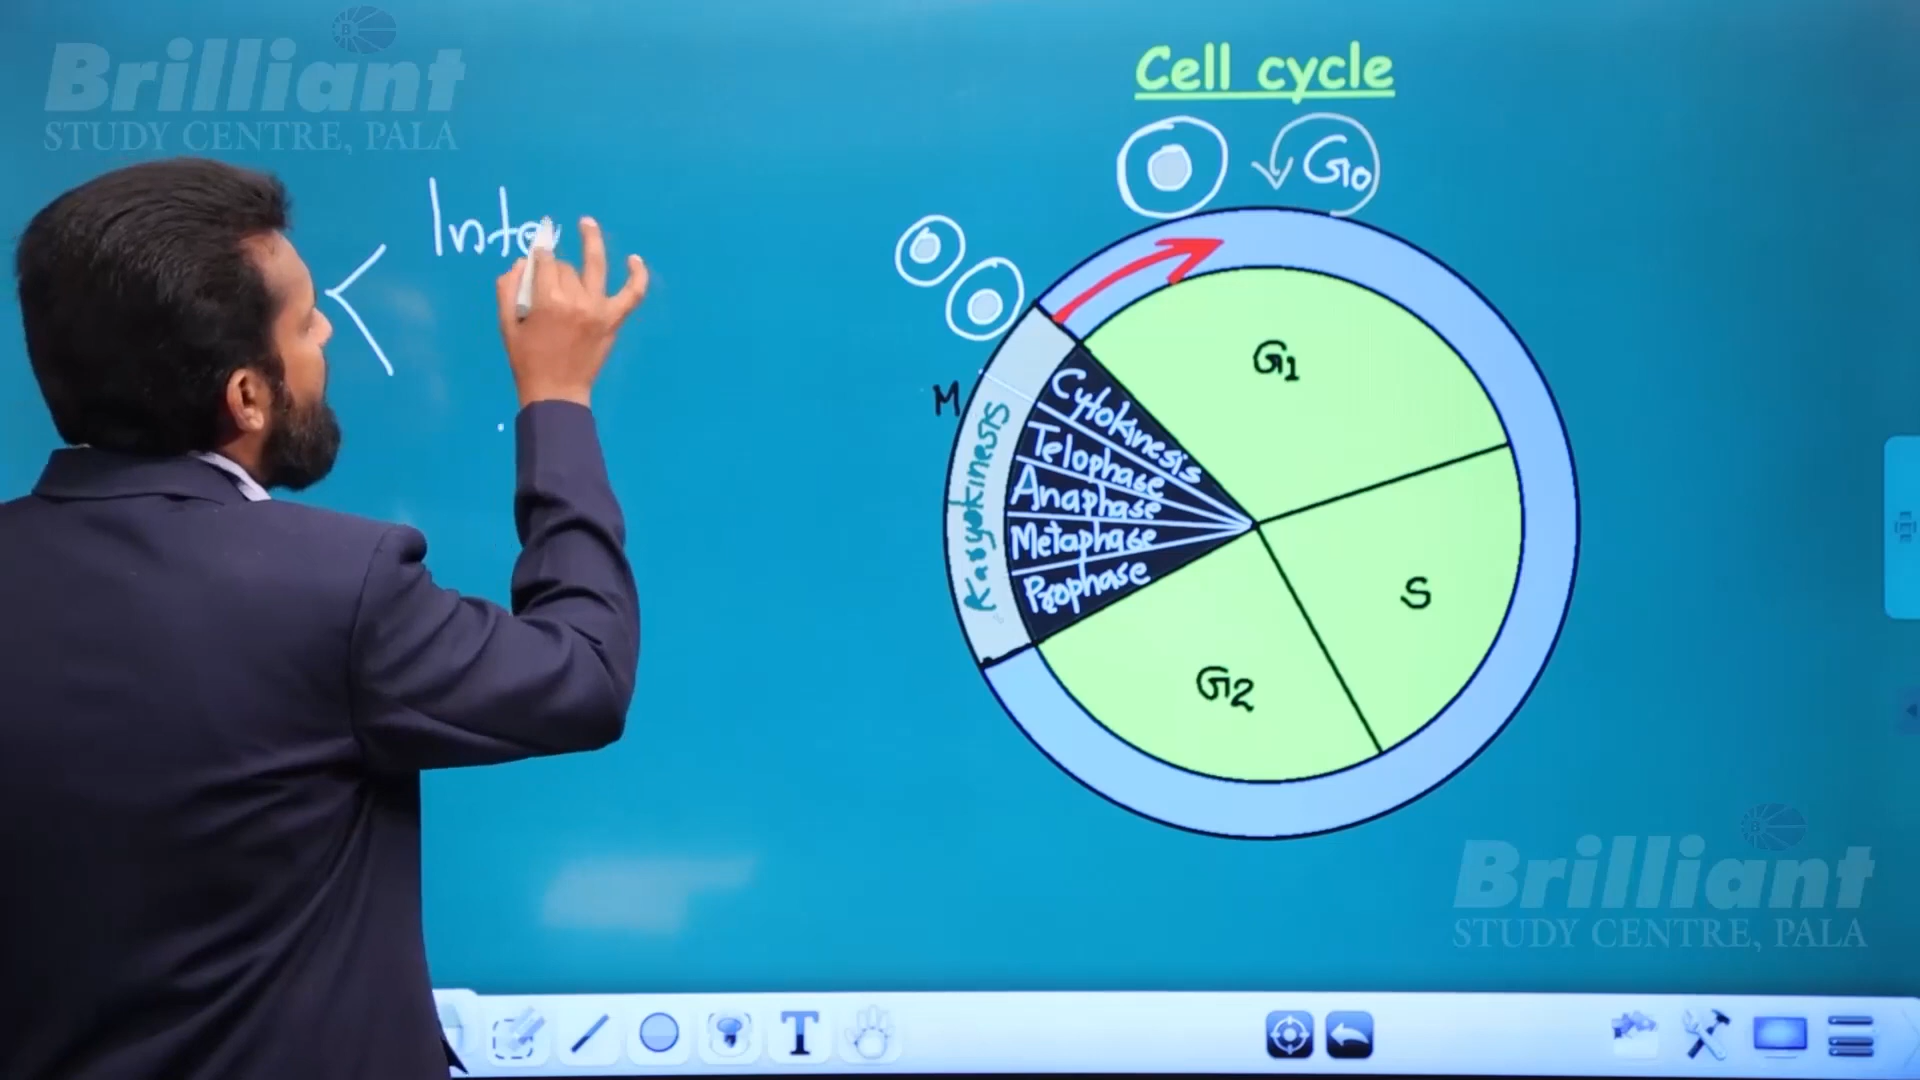 Brilliant
STUDY CENTRE, PALA
Cell cycle
G0
Inte
G1
M
Cytokinesis
Telophase
Anaphase
Metaphase
Prophase
Karyokinesis
S
G2
Brilliant
STUDY CENTRE, PALA
T